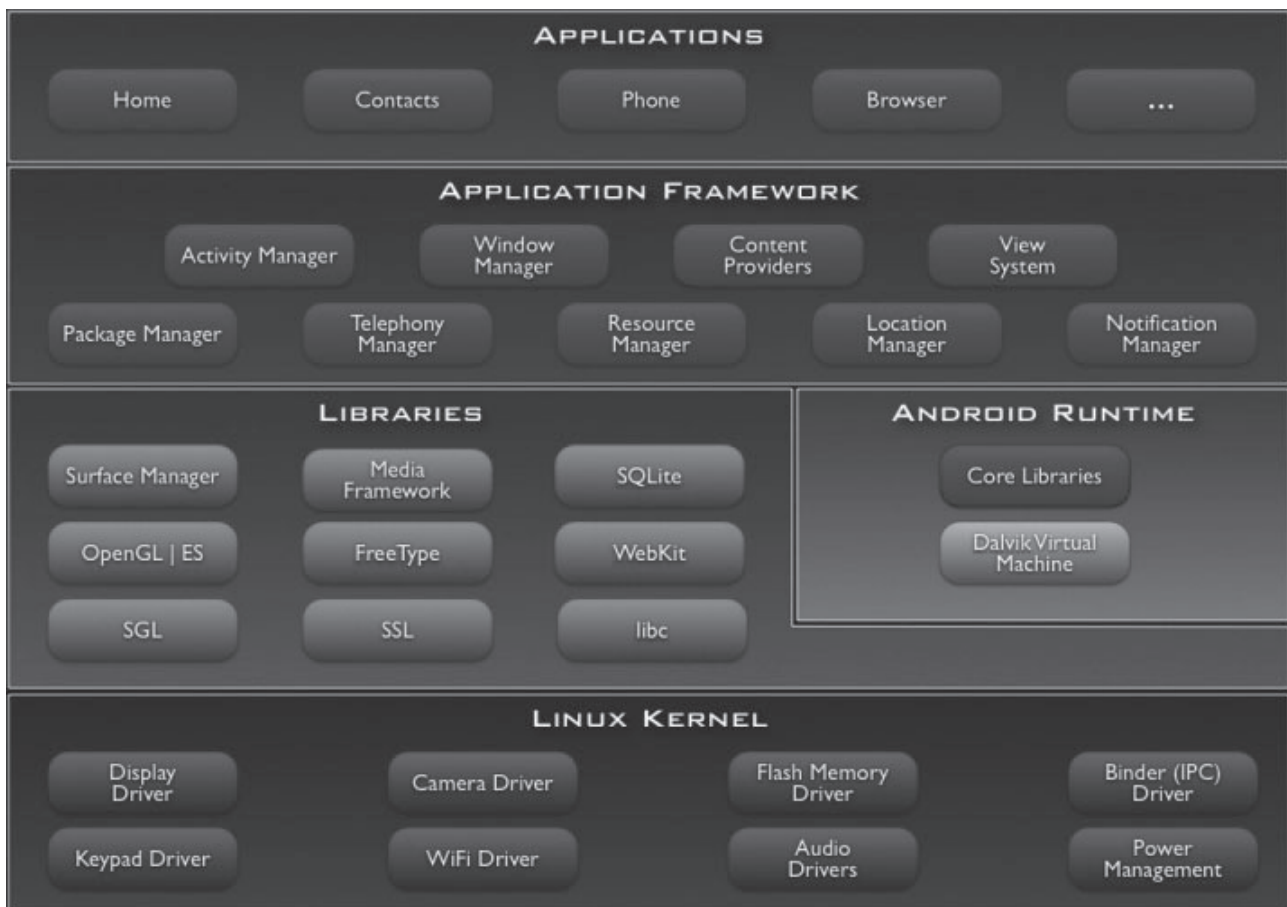 APPLICATIONS
Home
Contacts
Phone
Browser
...
APPLICATION FRAMEWORK
Activity Manager
Window
Manager
Content
Providers
View
System
Package Manager
Telephony
Manager
Resource
Manager
Location
Manager
Notification
Manager
LIBRARIES
Surface Manager
Media
Framework
SQLite
OpenGL | ES
FreeType
WebKit
SGL
SSL
libc
ANDROID RUNTIME
Core Libraries
Dalvik Virtual
Machine
LINUX KERNEL
Display
Driver
Camera Driver
Flash Memory
Driver
Binder (IPC)
Driver
Keypad Driver
WiFi Driver
Audio
Drivers
Power
Management